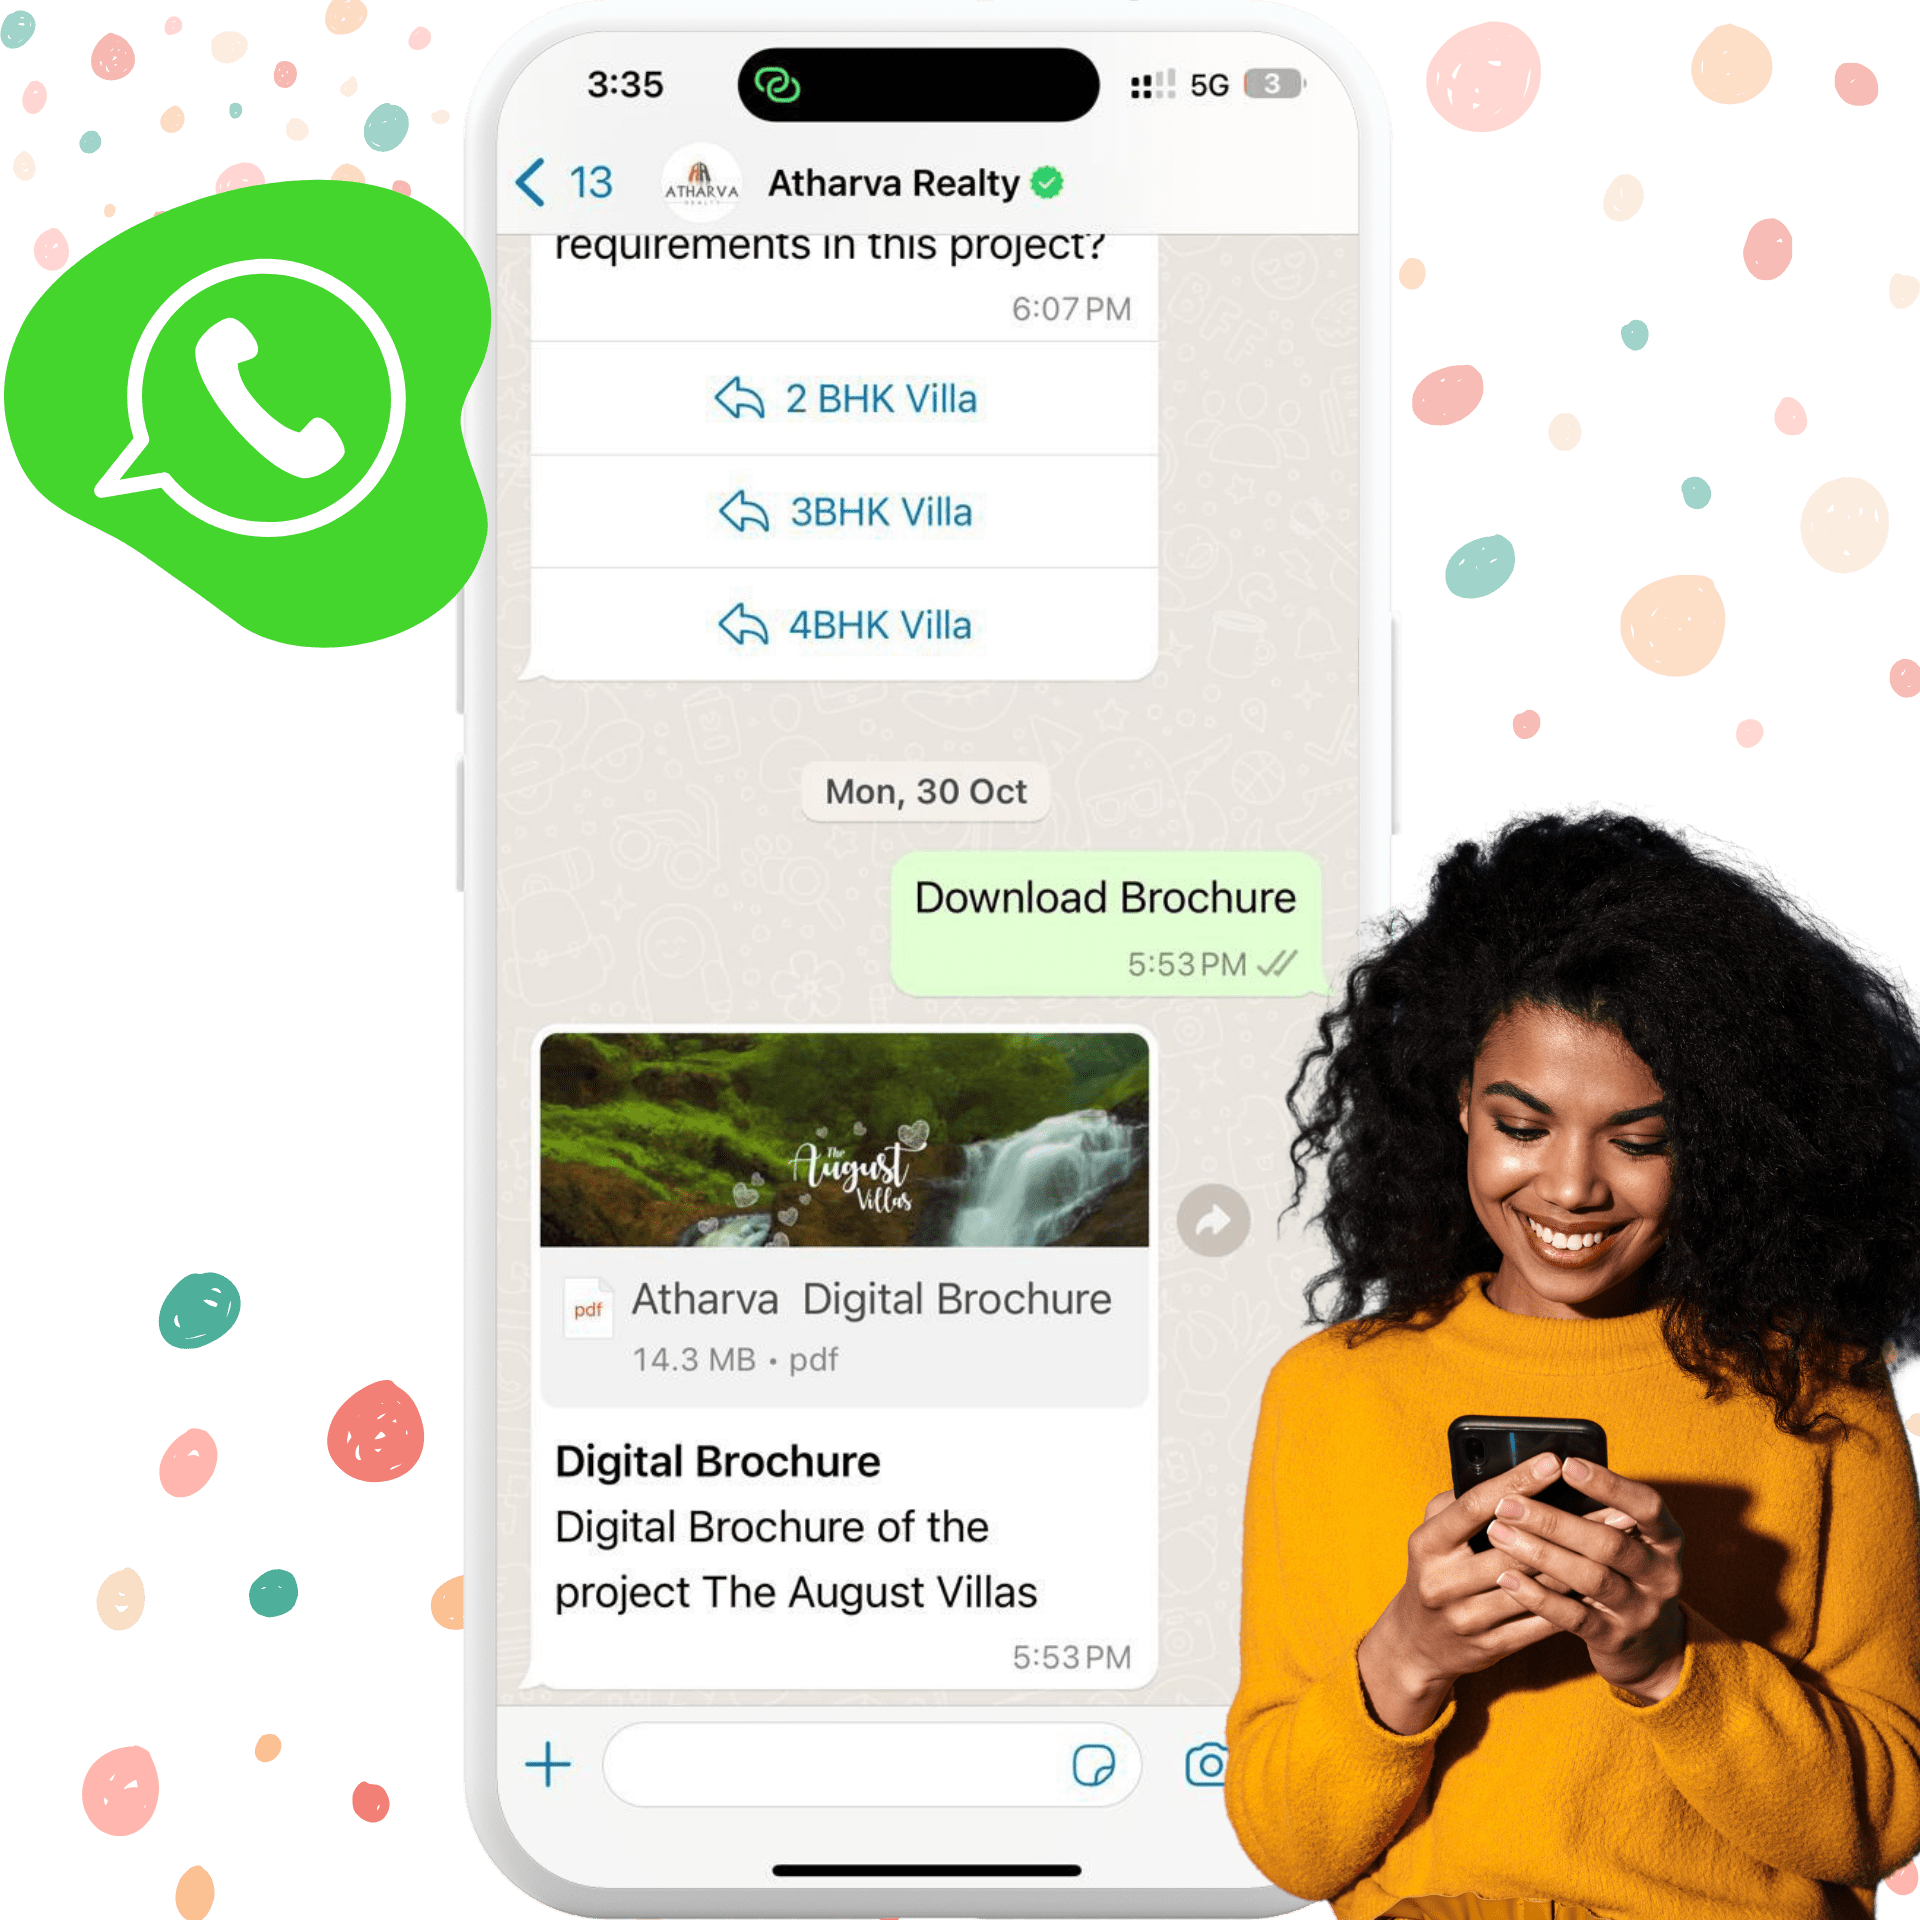 3:35
5G
3
13
ATHARVA
REALTY
Atharva Realty
requirements in this project?
6:07 PM
2 BHK Villa
3BHK Villa
4BHK Villa
Mon, 30 Oct
Download Brochure
5:53 PM
The
August
Villas
pdf
Atharva Digital Brochure
14.3 MB • pdf
Digital Brochure
Digital Brochure of the
project The August Villas
5:53 PM